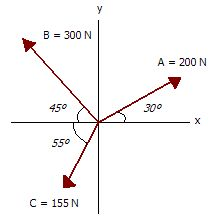 y
B = 300 N
A = 200 N
45º
30º
x
55º
C = 155 N